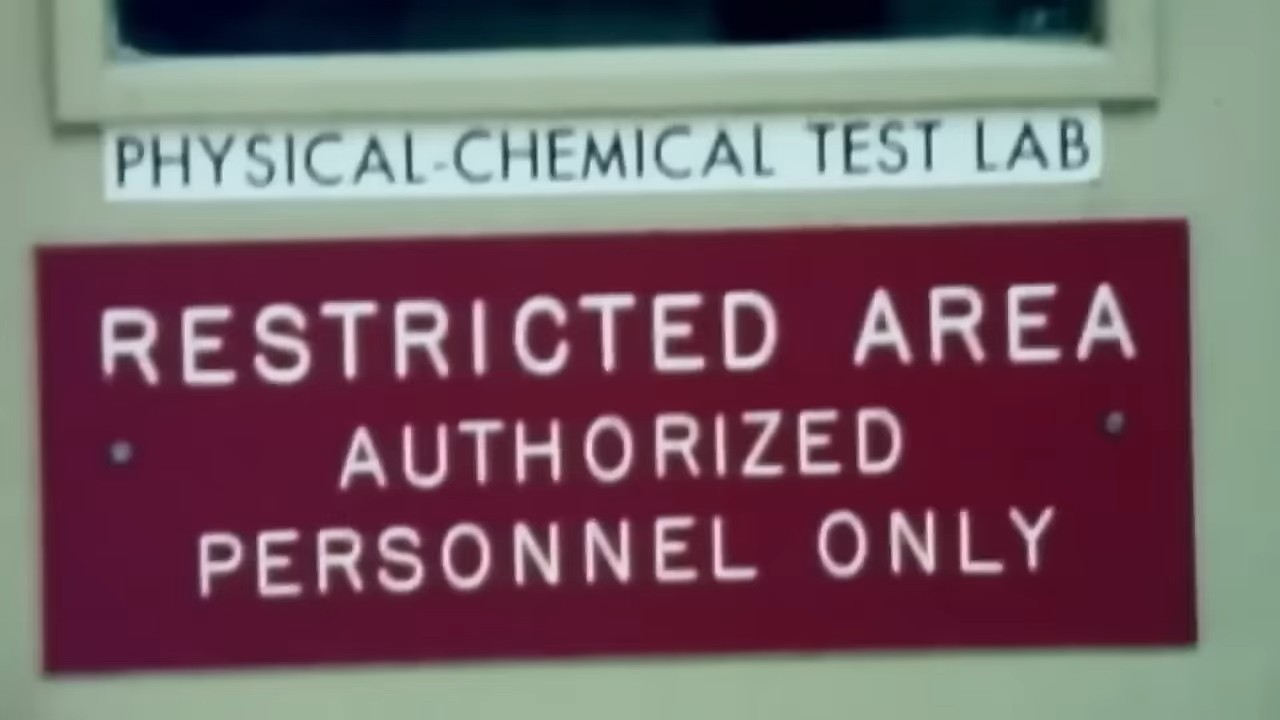 PHYSICAL-CHEMICAL TEST LAB
RESTRICTED AREA
AUTHORIZED
PERSONNEL ONLY